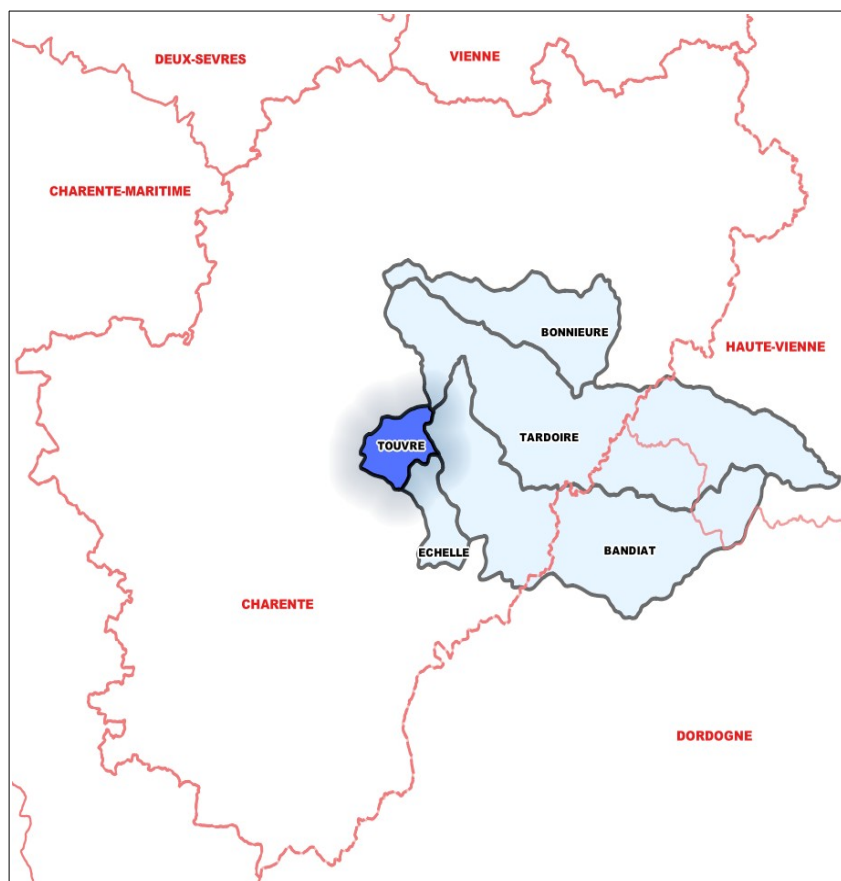 DEUX-SEVRES
VIENNE
CHARENTE-MARITIME
BONNIEURE
HAUTE-VIENNE
TARDOIRE
TOUVRE
ECHELLE
BANDIAT
CHARENTE
DORDOGNE